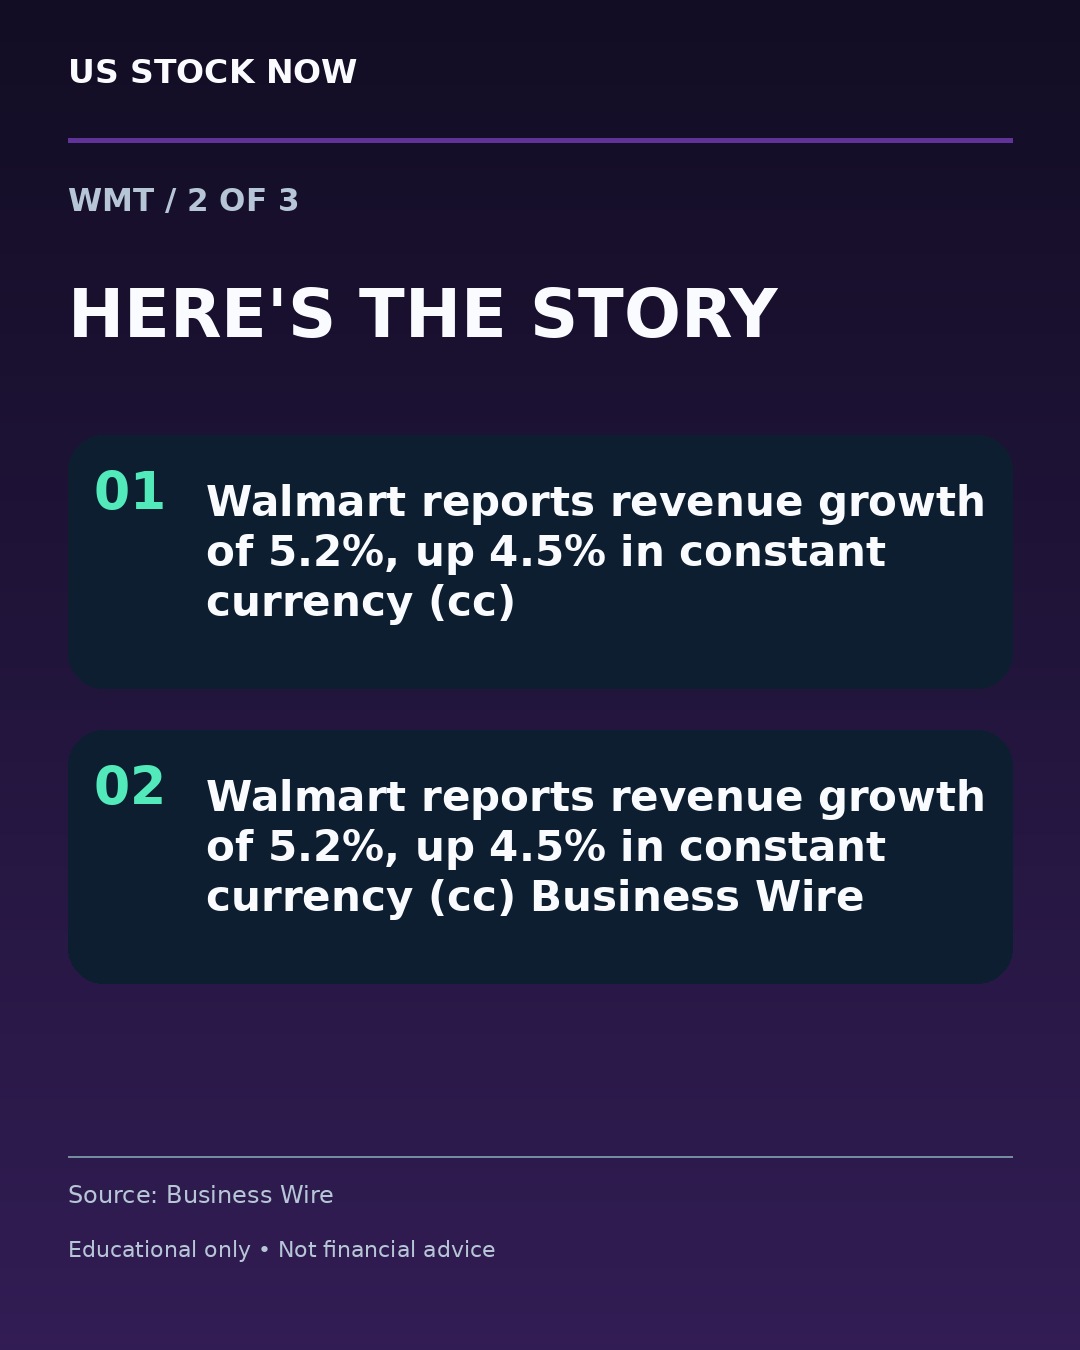 US STOCK NOW
WMT / 2 OF 3
HERE'S THE STORY
01
Walmart reports revenue growth
of 5.2%, up 4.5% in constant
currency (cc)
02
Walmart reports revenue growth
of 5.2%, up 4.5% in constant
currency (cc) Business Wire
Source: Business Wire
Educational only • Not financial advice